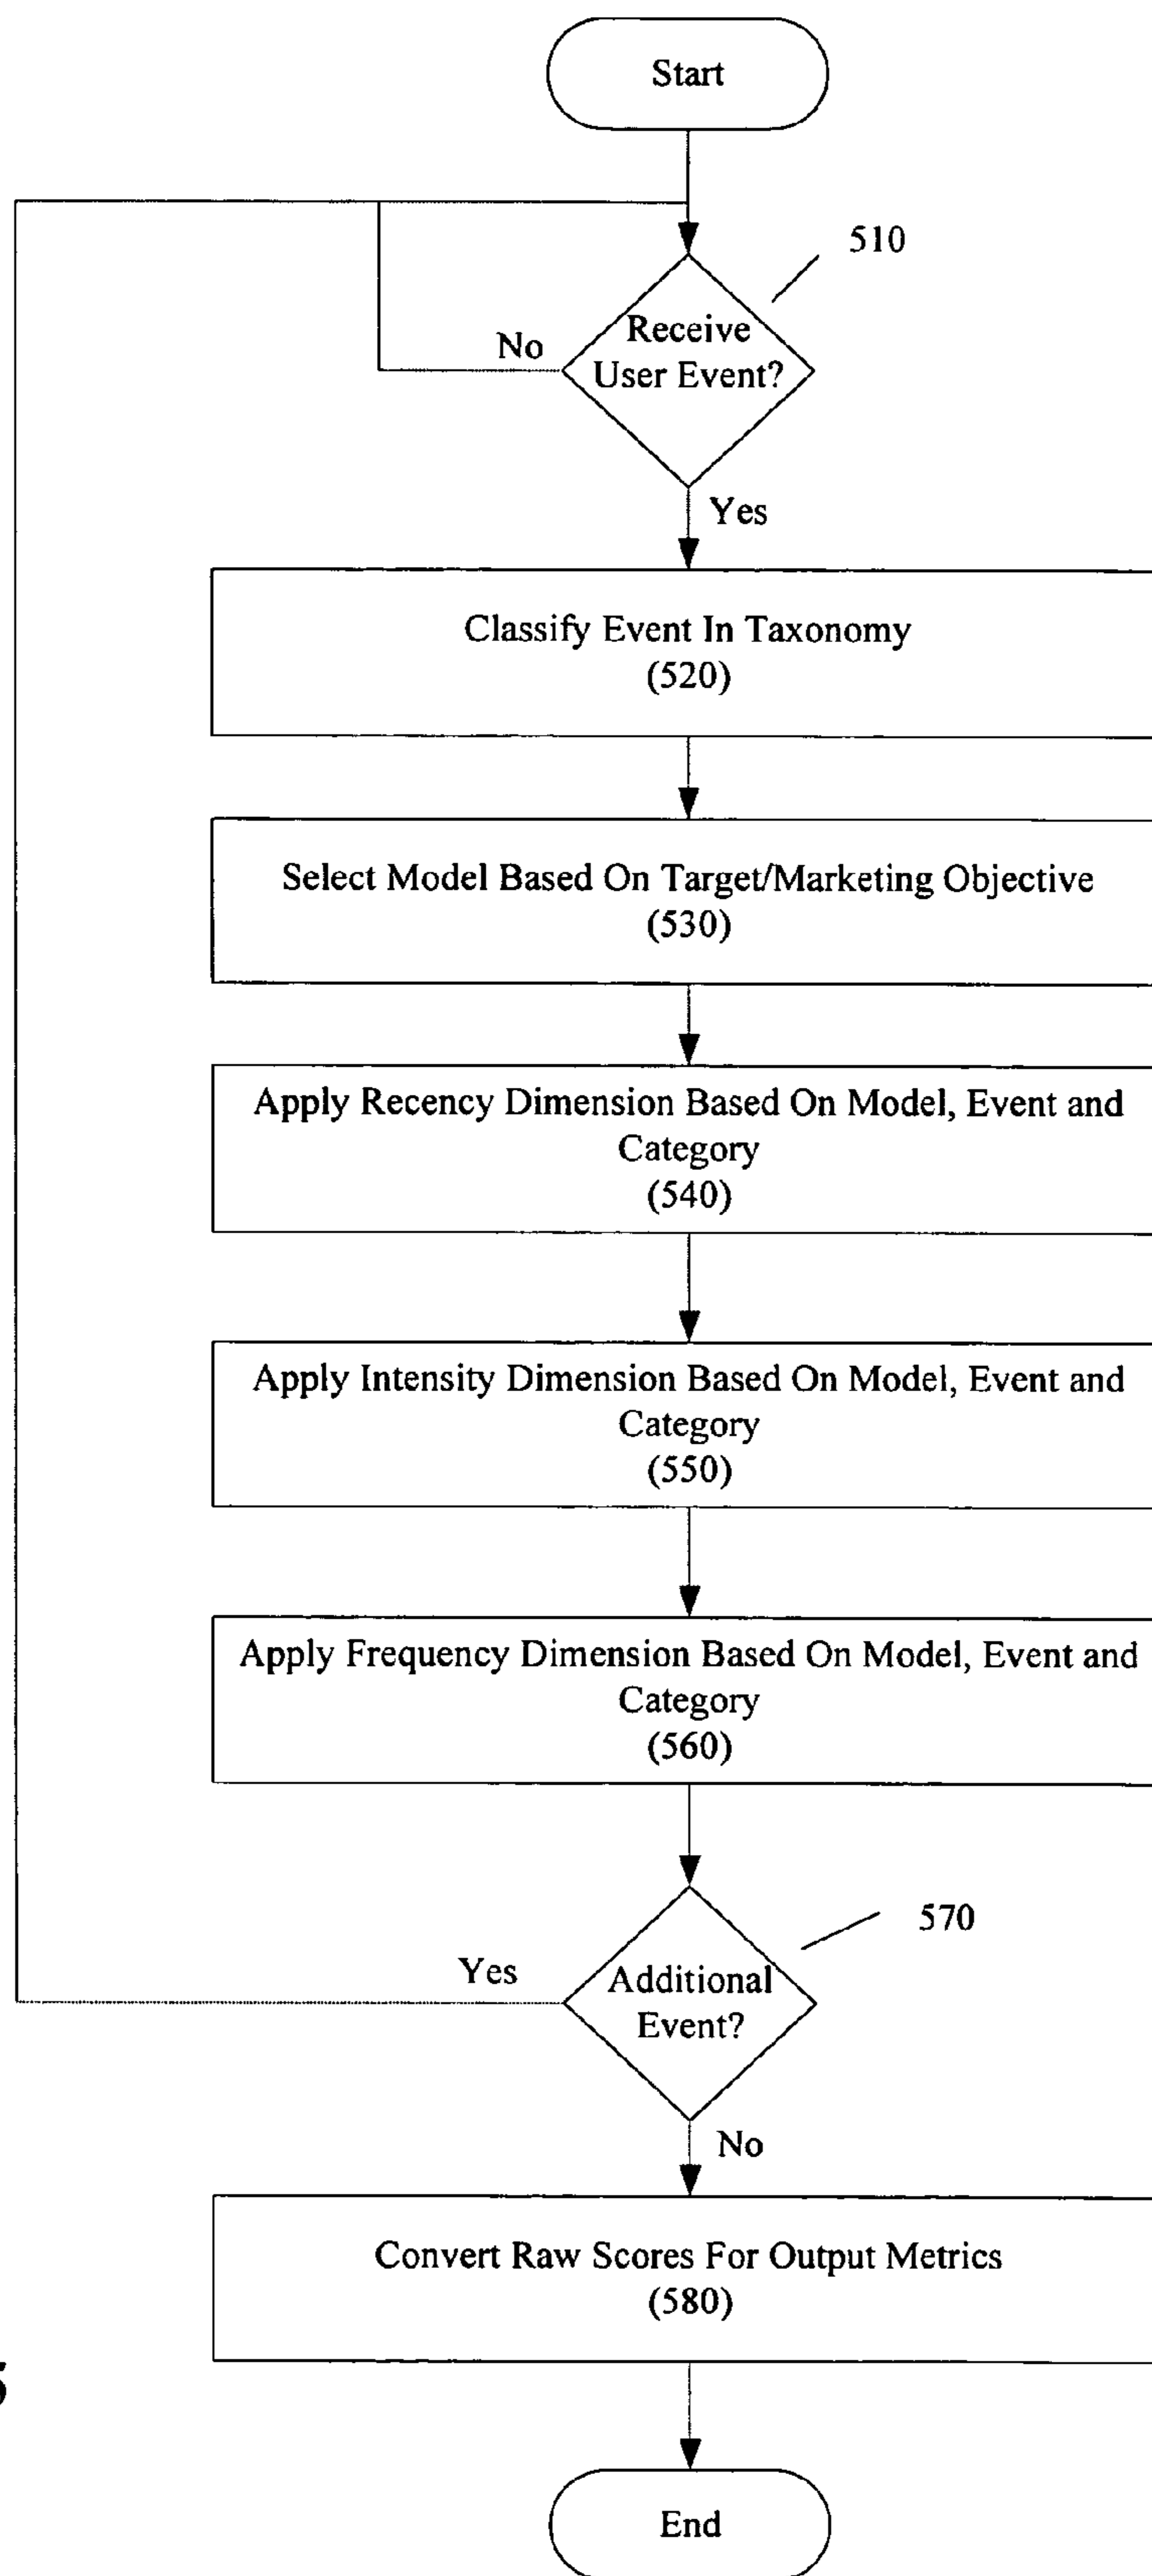 Start
510
Receive
User Event?
No
Yes
Classify Event In Taxonomy
(520)
Select Model Based On Target/Marketing Objective
(530)
Apply Recency Dimension Based On Model, Event and
Category
(540)
Apply Intensity Dimension Based On Model, Event and
Category
(550)
Apply Frequency Dimension Based On Model, Event and
Category
(560)
570
Yes
Additional
Event?
No
Convert Raw Scores For Output Metrics
(580)
End